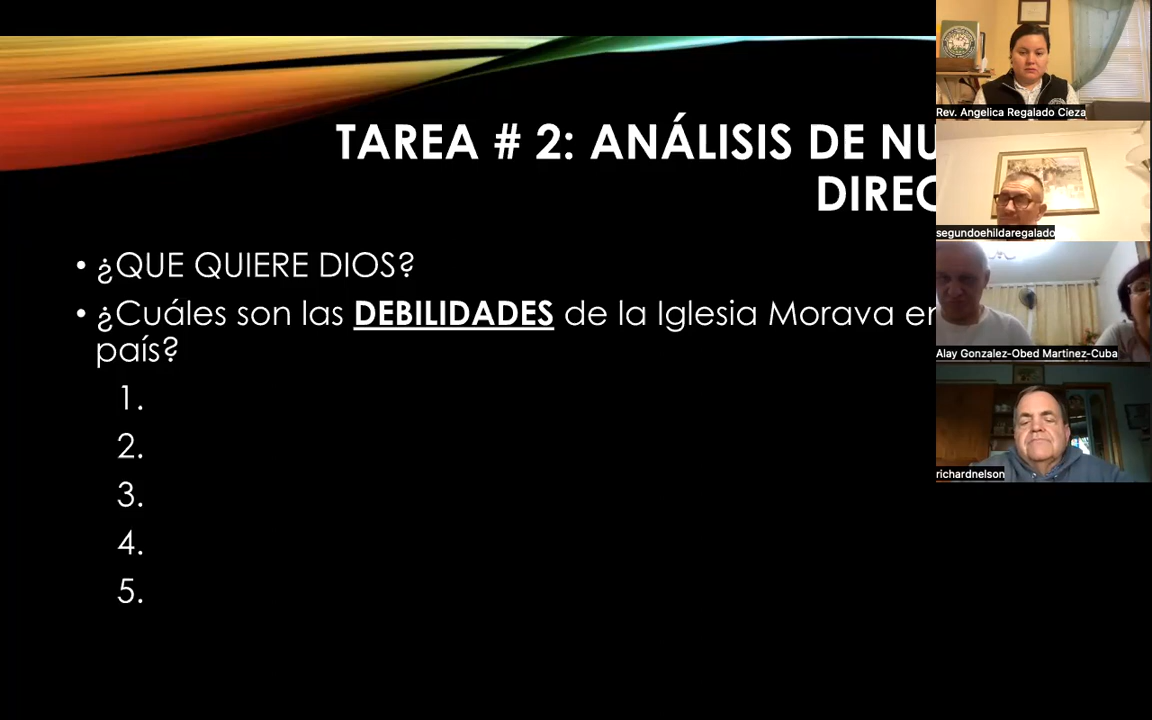 TAREA # 2: ANÁLISIS DE NU
DIREC
• ¿QUE QUIERE DIOS?
• ¿Cuáles son las DEBILIDADES de la Iglesia Morava en
país?
1.
2.
3.
4.
5.
Rev. Angelica Regalado Cieza
segundoehildaregalado
Alay Gonzalez-Obed Martinez-Cuba
richardnelson